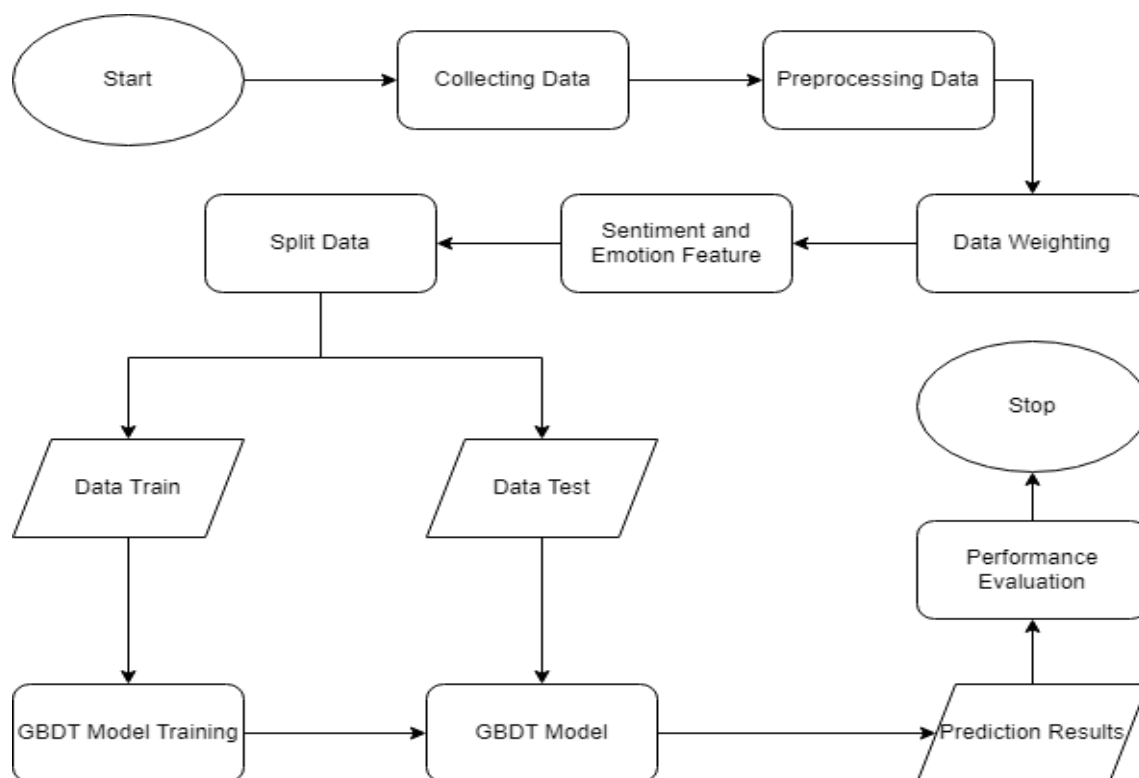 Start
Collecting Data
Preprocessing Data
Data Weighting
Sentiment and
Emotion Feature
Split Data
Data Train
Data Test
GBDT Model Training
GBDT Model
Prediction Results
Performance
Evaluation
Stop